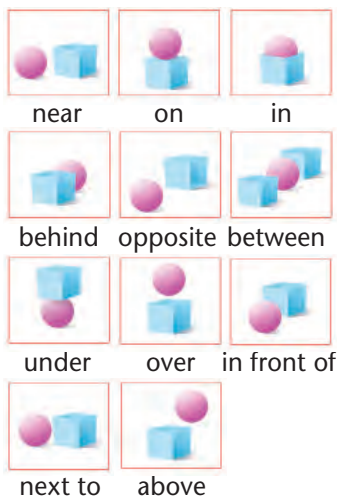 near on in
behind opposite between
under over in front of
next to above